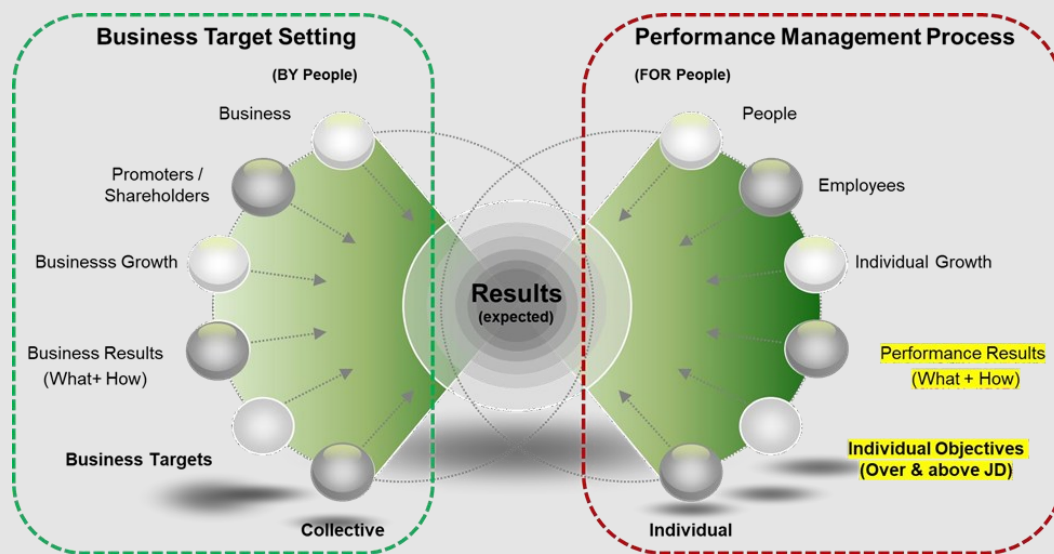 Business Target Setting
(BY People)
Business
Promoters /
Shareholders
Businesss Growth
Business Results
(What+ How)
Business Targets
Collective
Results
(expected)
Performance Management Process
(FOR People)
People
Employees
Individual Growth
Performance Results
(What + How)
Individual Objectives
(Over & above JD)
Individual